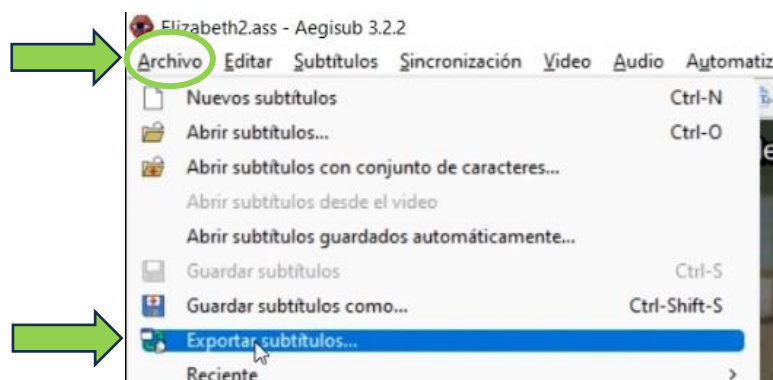 Elizabeth2.ass - Aegisub 3.2.2
Archivo Editar Subtítulos Sincronización Video Audio Automatiz
Nuevos subtítulos Ctrl-N
Abrir subtítulos... Ctrl-O
Abrir subtítulos con conjunto de caracteres...
Abrir subtítulos desde el video
Abrir subtítulos guardados automáticamente...
Guardar subtítulos Ctrl-S
Guardar subtítulos como... Ctrl-Shift-S
Exportar subtítulos...
Reciente >